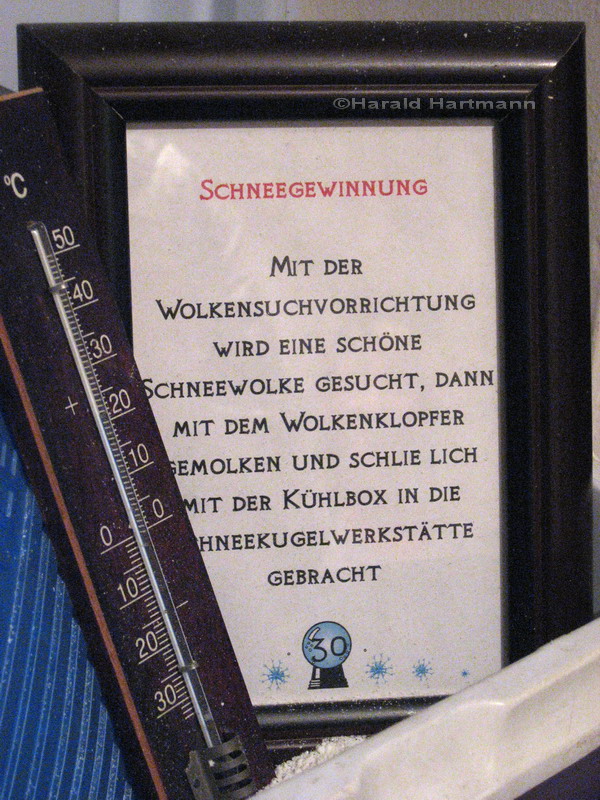 ©Harald Hartmann
SCHNEEGEWINNUNG
MIT DER
WOLKENSUCHVORRICHTUNG
WIRD EINE SCHÖNE
SCHNEEWOLKE GESUCHT, DANN
MIT DEM WOLKENKLOPFER
GEMOLKEN UND SCHLIE LICH
MIT DER KÜHLBOX IN DIE
HNEEKUGELWERKSTÄTTE
GEBRACHT
30
°C
50
40
30
+ 20
10
0 0
10
-
20
30